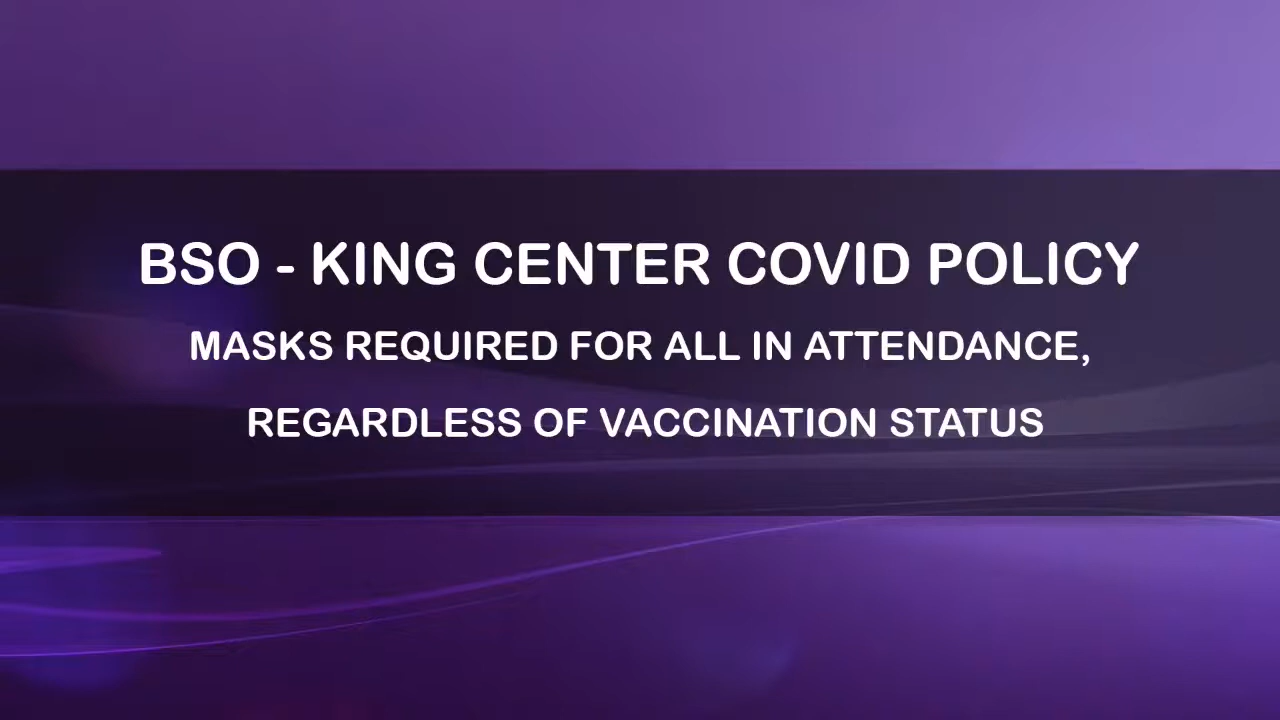 BSO - KING CENTER COVID POLICY
MASKS REQUIRED FOR ALL IN ATTENDANCE,
REGARDLESS OF VACCINATION STATUS